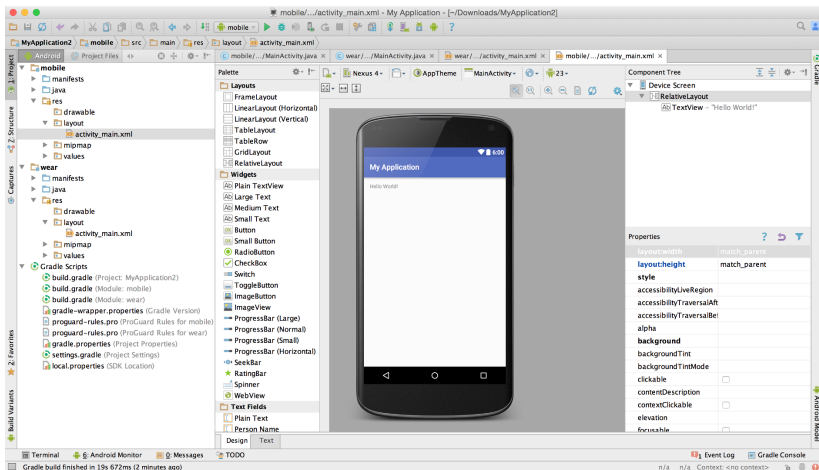 mobile/.../activity_main.xml - My Application - [~/Downloads/MyApplication2]
mobile
MyApplication2 mobile src main res layout activity_main.xml
Android Project Files
mobile/.../MainActivity.java wear/.../MainActivity.java wear/.../activity_main.xml mobile/.../activity_main.xml
1: Project
Z: Structure
Captures
2: Favorites
Build Variants
mobile
manifests
java
res
drawable
layout
activity_main.xml
mipmap
values
wear
manifests
java
res
drawable
layout
activity_main.xml
mipmap
values
Gradle Scripts
build.gradle (Project: MyApplication2)
build.gradle (Module: mobile)
build.gradle (Module: wear)
gradle-wrapper.properties (Gradle Version)
proguard-rules.pro (ProGuard Rules for mobile)
proguard-rules.pro (ProGuard Rules for wear)
gradle.properties (Project Properties)
settings.gradle (Project Settings)
local.properties (SDK Location)
Palette
Layouts
FrameLayout
LinearLayout (Horizontal)
LinearLayout (Vertical)
TableLayout
TableRow
GridLayout
RelativeLayout
Widgets
Plain TextView
Large Text
Medium Text
Small Text
Button
Small Button
RadioButton
CheckBox
Switch
ToggleButton
ImageButton
ImageView
ProgressBar (Large)
ProgressBar (Normal)
ProgressBar (Small)
ProgressBar (Horizontal)
SeekBar
RatingBar
Spinner
WebView
Text Fields
Plain Text
Person Name
Design Text
Nexus 4 AppTheme MainActivity 23
6:00
My Application
Hello World!
Component Tree
Device Screen
RelativeLayout
Ab TextView - "Hello World!"
Properties
layout:width match_parent
layout:height match_parent
style
accessibilityLiveRegion
accessibilityTraversalAft
accessibilityTraversalBef
alpha
background
backgroundTint
backgroundTintMode
clickable
contentDescription
contextClickable
elevation
focusable
Gradle
Android Model
Terminal 6: Android Monitor 0: Messages TODO 1 Event Log Gradle Console
Gradle build finished in 19s 672ms (2 minutes ago) n/a n/a Context: <no context>